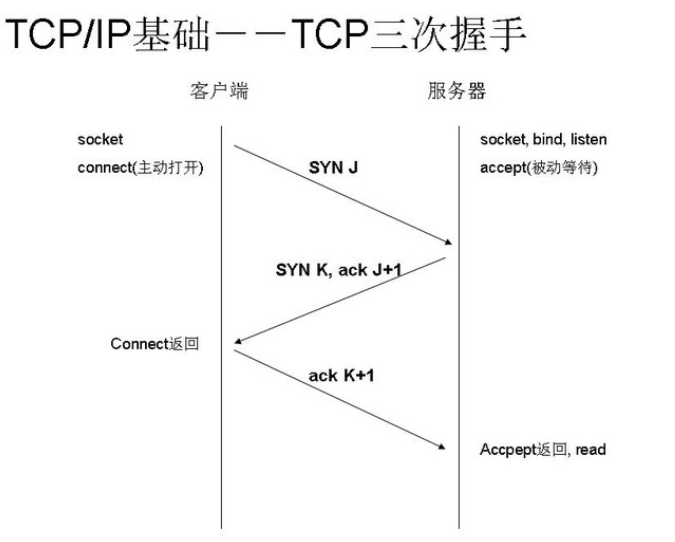 TCP/IP基础－－TCP三次握手
客户端
服务器
socket
connect(主动打开)
socket, bind, listen
accept(被动等待)
SYN J
SYN K, ack J+1
Connect返回
ack K+1
Accpept返回, read